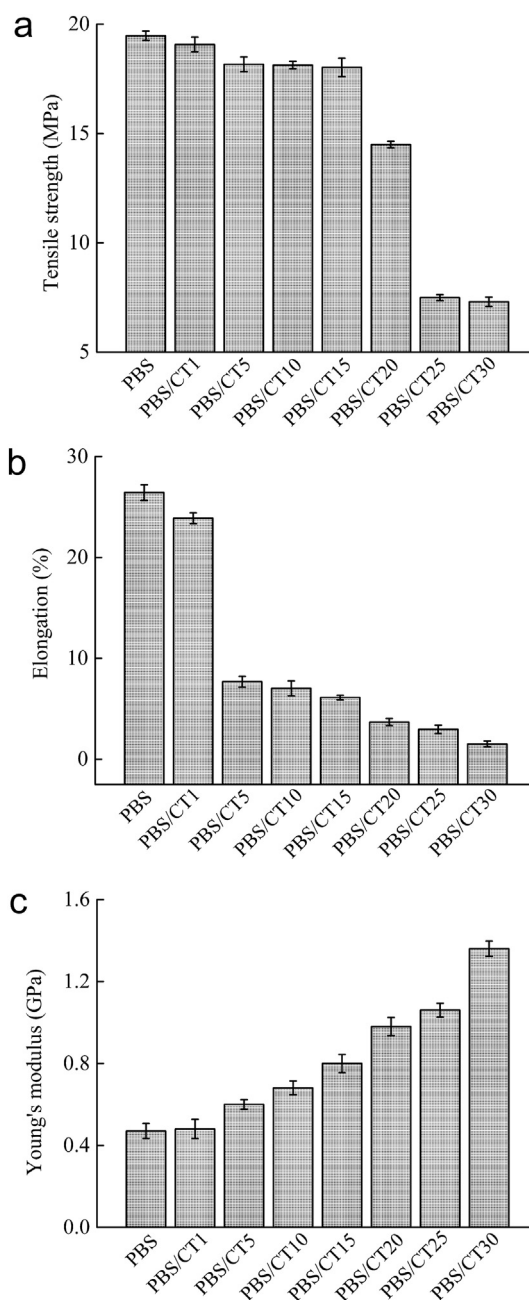 a
Tensile strength (MPa)
20
15
10
5
PBS
PBS/CT1
PBS/CT5
PBS/CT10
PBS/CT15
PBS/CT20
PBS/CT25
PBS/CT30
b
Elongation (%)
30
20
10
0
PBS
PBS/CT1
PBS/CT5
PBS/CT10
PBS/CT15
PBS/CT20
PBS/CT25
PBS/CT30
c
Young's modulus (GPa)
1.6
1.2
0.8
0.4
0.0
PBS
PBS/CT1
PBS/CT5
PBS/CT10
PBS/CT15
PBS/CT20
PBS/CT25
PBS/CT30